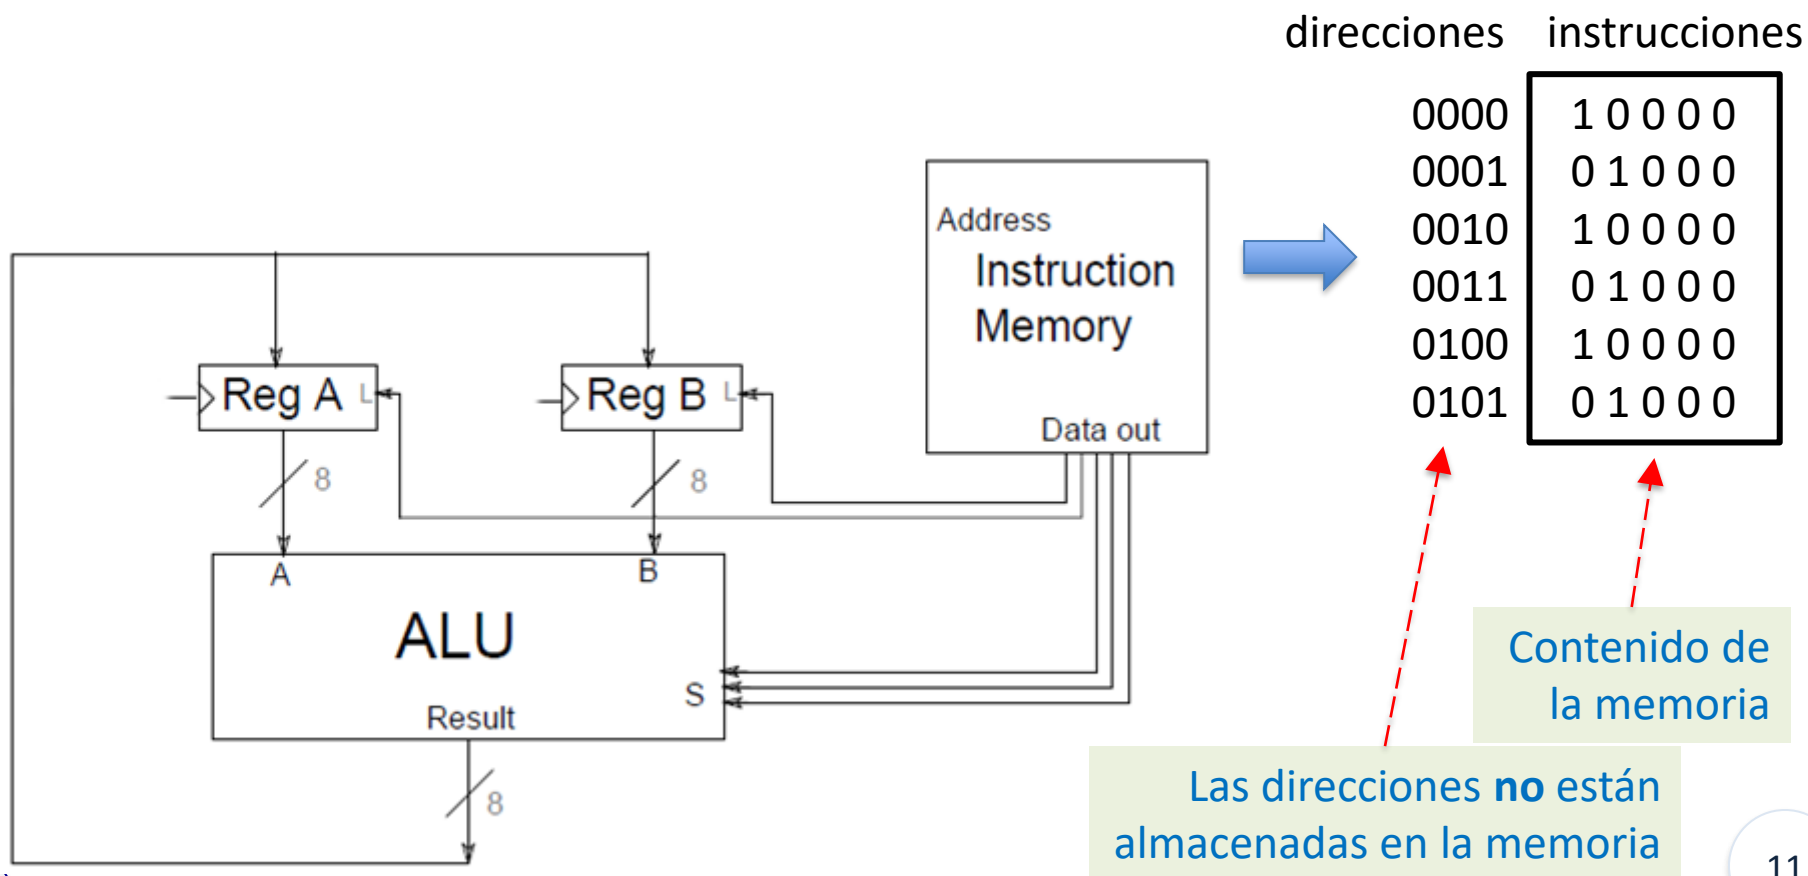 direcciones instrucciones
0000 1 0 0 0 0
0001 0 1 0 0 0
0010 1 0 0 0 0
0011 0 1 0 0 0
0100 1 0 0 0 0
0101 0 1 0 0 0
Address
Instruction
Memory
Data out
Reg A L
Reg B L
8
8
A
B
ALU
S
Result
8
Contenido de
la memoria
Las direcciones no están
almacenadas en la memoria
11